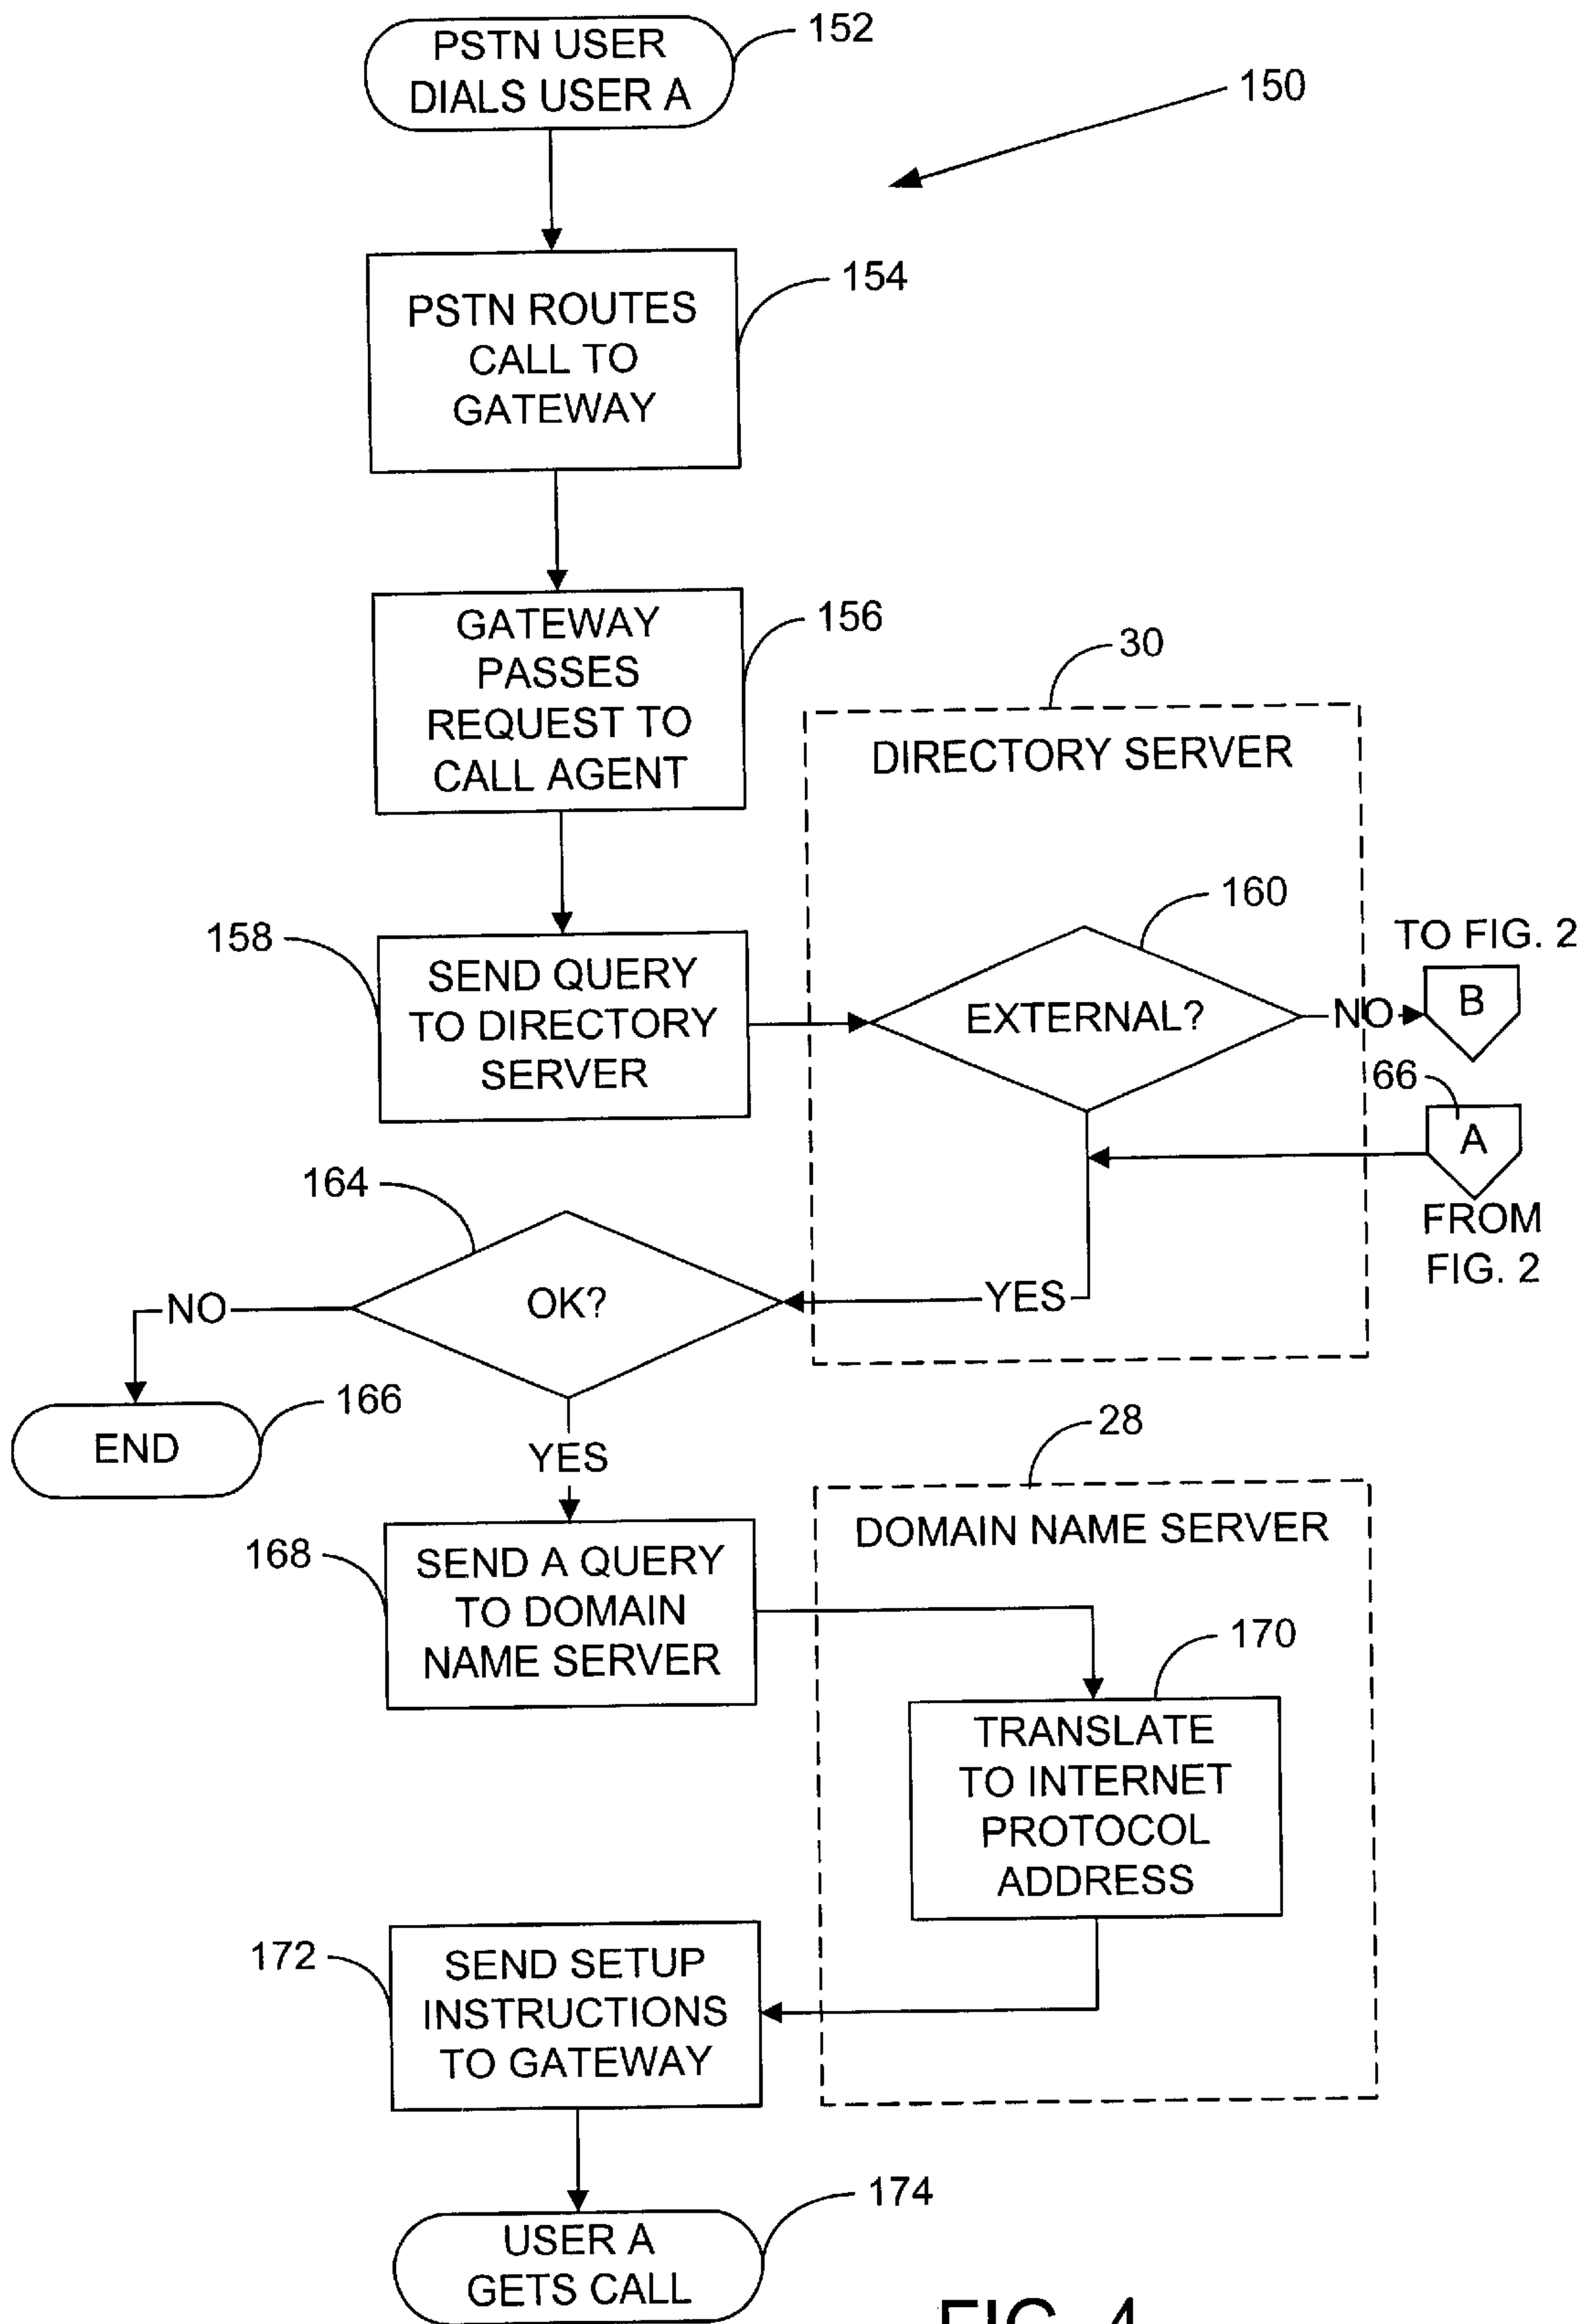 PSTN USER
DIALS USER A
152
150
PSTN ROUTES
CALL TO
GATEWAY
154
GATEWAY
PASSES
REQUEST TO
CALL AGENT
156
30
DIRECTORY SERVER
158
SEND QUERY
TO DIRECTORY
SERVER
160
EXTERNAL?
NO
TO FIG. 2
B
66
A
FROM
FIG. 2
YES
164
OK?
NO
166
END
YES
28
DOMAIN NAME SERVER
168
SEND A QUERY
TO DOMAIN
NAME SERVER
170
TRANSLATE
TO INTERNET
PROTOCOL
ADDRESS
172
SEND SETUP
INSTRUCTIONS
TO GATEWAY
174
USER A
GETS CALL
FIG. 4